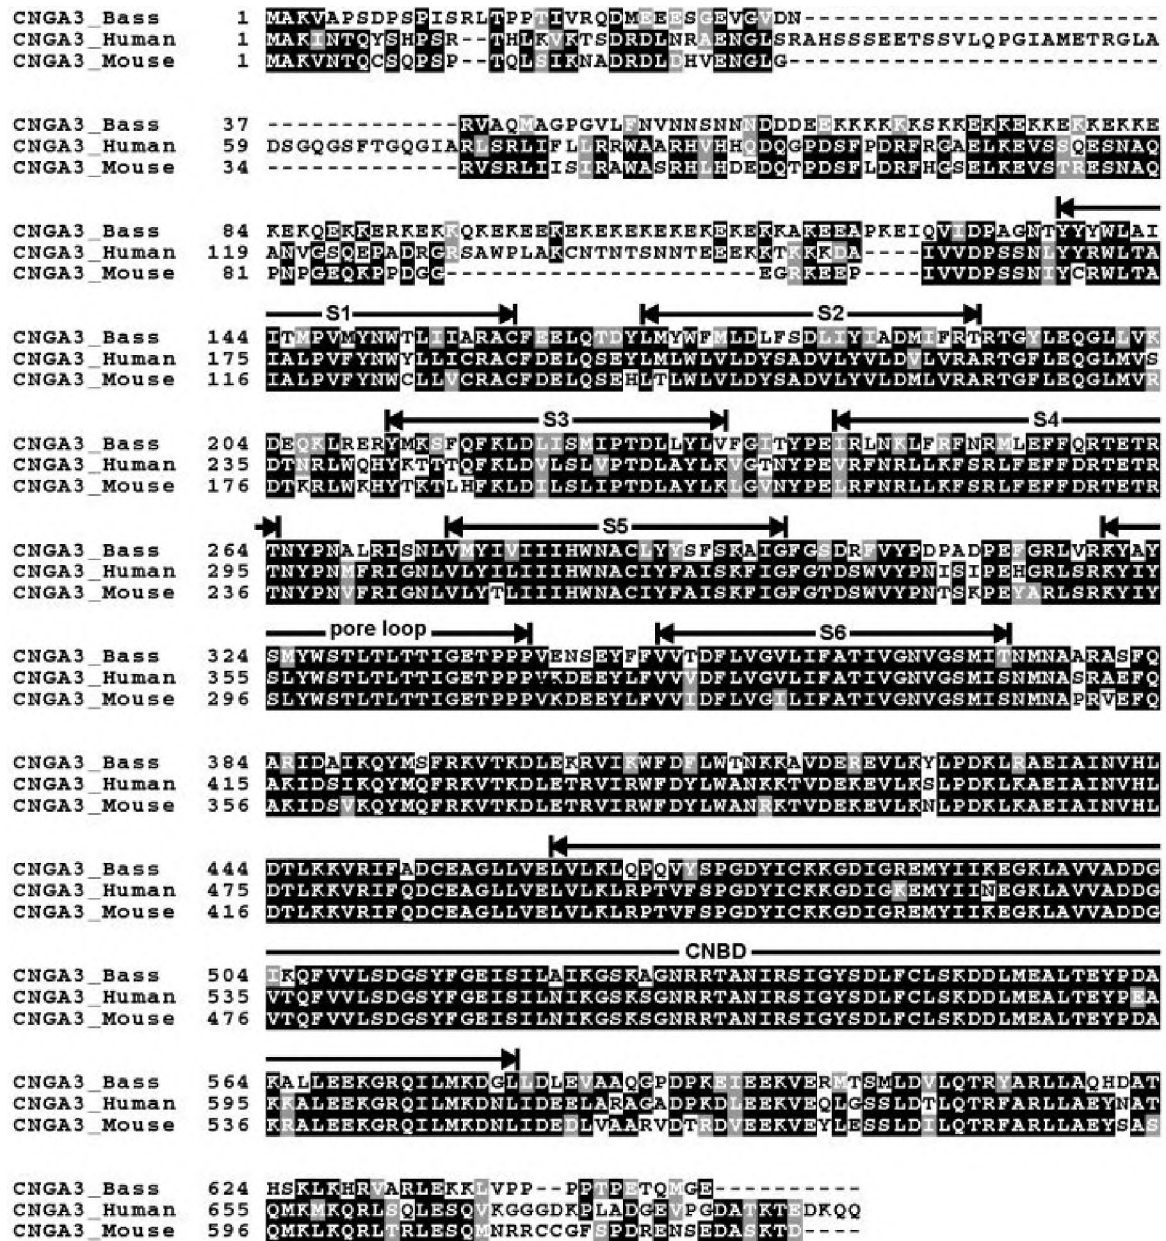 CNGA3_Bass 1 MAKVAPSDPSPISRLTPPTIVRQDMEEESGEVGVDN------------------------
CNGA3_Human 1 MAKINTQYSHPSR--THLKVKTSDRDLNRAENGLSRAHSSSEETSSVLQPGIAMETRGLA
CNGA3_Mouse 1 MAKVNTQCSQPSP--TQLSIKNADRDLDHVENGLG-------------------------
CNGA3_Bass 37 -------------RVAQMAGPGVLFNVNNSNNNDDDEEKKKKKKSKKEKKEKKEKKEKKE
CNGA3_Human 59 DSGQGSFTGQGIARLSRLIFLLRRWAARHVHHQDQGPDSFPDRFRGAELKEVSSQESNAQ
CNGA3_Mouse 34 -------------RVSRLIISIRAWASRHLHDEDQTPDSFLDRFHGSELKEVSTRESNAQ
CNGA3_Bass 84 KEKQEKKERKEKKQKEKEEKEKEKEKEKEKEKEKKAKEEAPKEIQVIDPAGNTYYYWLAI
CNGA3_Human 119 ANVGSQEPADRGRSAWPLAKCNTNTSNNTEEEKKTKKKDA----IVVDPSSNLYYRWLTA
CNGA3_Mouse 81 PNPGEQKPPDGG---------------------EGRKEEP----IVVDPSSNIYCRWLTA
S1 S2
CNGA3_Bass 144 ITMPVMYNWTLIIARACFEELQTDYLMYWFMLDLFSDLIYIADMIFRTRTGYLEQGLLVK
CNGA3_Human 175 IALPVFYNWYLLICRACFDELQSEYLMLWLVLDYSADVLYVLDVLVRARTGFLEQGLMVS
CNGA3_Mouse 116 IALPVFYNWCLLVCRACFDELQSEHLTLWLVLDYSADVLYVLDMLVRARTGFLEQGLMVR
S3 S4
CNGA3_Bass 204 DEQKLRERYMKSFQFKLDLISMIPTDLLYLVFGITYPEIRLNKLFRFNRMLEFFQRTETR
CNGA3_Human 235 DTNRLWQHYKTTTQFKLDVLSLVPTDLAYLKVGTNYPEVRFNRLLKFSRLFEFFDRTETR
CNGA3_Mouse 176 DTKRLWKHYTKTLHFKLDILSLIPTDLAYLKLGVNYPELRFNRLLKFSRLFEFFDRTETR
S5
CNGA3_Bass 264 TNYPNALRISNLVMYIVIIIHWNACLYYSFSKAIGFGSDRFVYPDPADPEFGRLVRKYAY
CNGA3_Human 295 TNYPNMFRIGNLVLYILIIIHWNACIYFAISKFIGFGTDSWVYPNISIPEHGRLSRKYIY
CNGA3_Mouse 236 TNYPNVFRIGNLVLYTLIIIHWNACIYFAISKFIGFGTDSWVYPNTSKPEYARLSRKYIY
pore loop S6
CNGA3_Bass 324 SMYWSTLTLTTIGETPPPVENSEYFFVVTDFLVGVLIFATIVGNVGSMITNMNAARASFQ
CNGA3_Human 355 SLYWSTLTLTTIGETPPPVKDEEYLFVVVDFLVGVLIFATIVGNVGSMISNMNASRAEFQ
CNGA3_Mouse 296 SLYWSTLTLTTIGETPPPVKDEEYLFVVIDFLVGILIFATIVGNVGSMISNMNAPRVEFQ
CNGA3_Bass 384 ARIDAIKQYMSFRKVTKDLEKRVIKWFDFLWTNKKAVDEREVLKYLPDKLRAEIAINVHL
CNGA3_Human 415 AKIDSIKQYMQFRKVTKDLETRVIRWFDYLWANKKTVDEKEVLKSLPDKLKAEIAINVHL
CNGA3_Mouse 356 AKIDSVKQYMQFRKVTKDLETRVIRWFDYLWANRKTVDEKEVLKNLPDKLKAEIAINVHL
CNGA3_Bass 444 DTLKKVRIFADCEAGLLVELVLKLQPQVYSPGDYICKKGDIGREMYIIKEGKLAVVADDG
CNGA3_Human 475 DTLKKVRIFQDCEAGLLVELVLKLRPTVFSPGDYICKKGDIGKEMYIINEGKLAVVADDG
CNGA3_Mouse 416 DTLKKVRIFQDCEAGLLVELVLKLRPTVFSPGDYICKKGDIGREMYIIKEGKLAVVADDG
CNBD
CNGA3_Bass 504 IKQFVVLSDGSYFGEISILAIKGSKAGNRRTANIRSIGYSDLFCLSKDDLMEALTEYPDA
CNGA3_Human 535 VTQFVVLSDGSYFGEISILNIKGSKSGNRRTANIRSIGYSDLFCLSKDDLMEALTEYPEA
CNGA3_Mouse 476 VTQFVVLSDGSYFGEISILNIKGSKSGNRRTANIRSIGYSDLFCLSKDDLMEALTEYPDA
CNGA3_Bass 564 KALLEEKGRQILMKDGLLDLEVAAQGPDPKEIEEKVERMTSMLDVLQTRYARLLAQHDAT
CNGA3_Human 595 KKALEEKGRQILMKDNLIDEELARAGADPKDLEEKVEQLGSSLDTLQTRFARLLAEYNAT
CNGA3_Mouse 536 KRALEEKGRQILMKDNLIDEDLVAARVDTRDVEEKVEYLESSLDILQTRFARLLAEYSAS
CNGA3_Bass 624 HSKLKHRVARLEKKLVPP--PPTPETQMGE----------
CNGA3_Human 655 QMKMKQRLSQLESQVKGGGDKPLADGEVPGDATKTEDKQQ
CNGA3_Mouse 596 QMKLKQRLTRLESQMNRRCCGFSPDRENSEDASKTD----